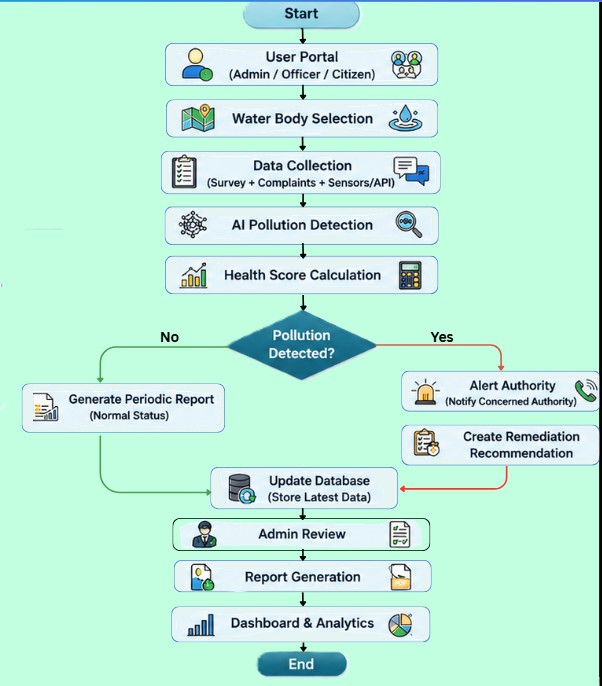 Start
User Portal
(Admin / Officer / Citizen)
Water Body Selection
Data Collection
(Survey + Complaints + Sensors/API)
AI Pollution Detection
Health Score Calculation
Pollution
Detected?
No
Yes
Generate Periodic Report
(Normal Status)
Alert Authority
(Notify Concerned Authority)
Create Remediation
Recommendation
Update Database
(Store Latest Data)
Admin Review
Report Generation
PDF
Dashboard & Analytics
End